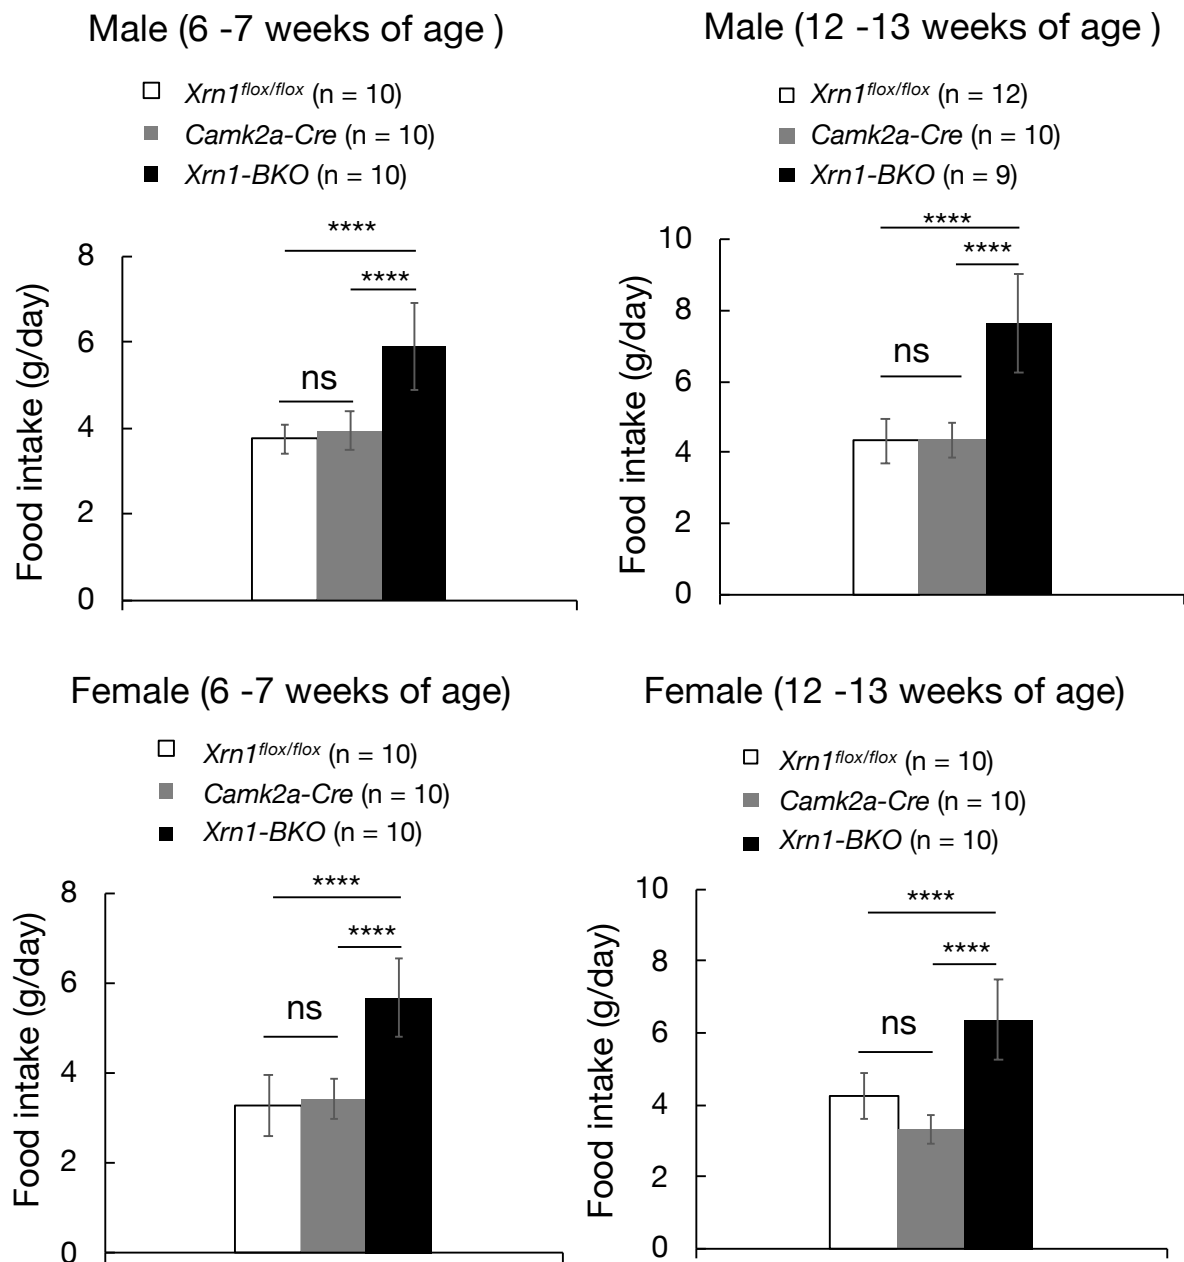 Male (6 -7 weeks of age )
Xrn1flox/flox (n = 10)
Camk2a-Cre (n = 10)
Xrn1-BKO (n = 10)
****
****
ns
8
6
4
2
0
Food intake (g/day)
Male (12 -13 weeks of age )
Xrn1flox/flox (n = 12)
Camk2a-Cre (n = 10)
Xrn1-BKO (n = 9)
****
****
ns
10
8
6
4
2
0
Food intake (g/day)
Female (6 -7 weeks of age)
Xrn1flox/flox (n = 10)
Camk2a-Cre (n = 10)
Xrn1-BKO (n = 10)
****
****
ns
8
6
4
2
0
Food intake (g/day)
Female (12 -13 weeks of age)
Xrn1flox/flox (n = 10)
Camk2a-Cre (n = 10)
Xrn1-BKO (n = 10)
****
****
ns
10
8
6
4
2
0
Food intake (g/day)